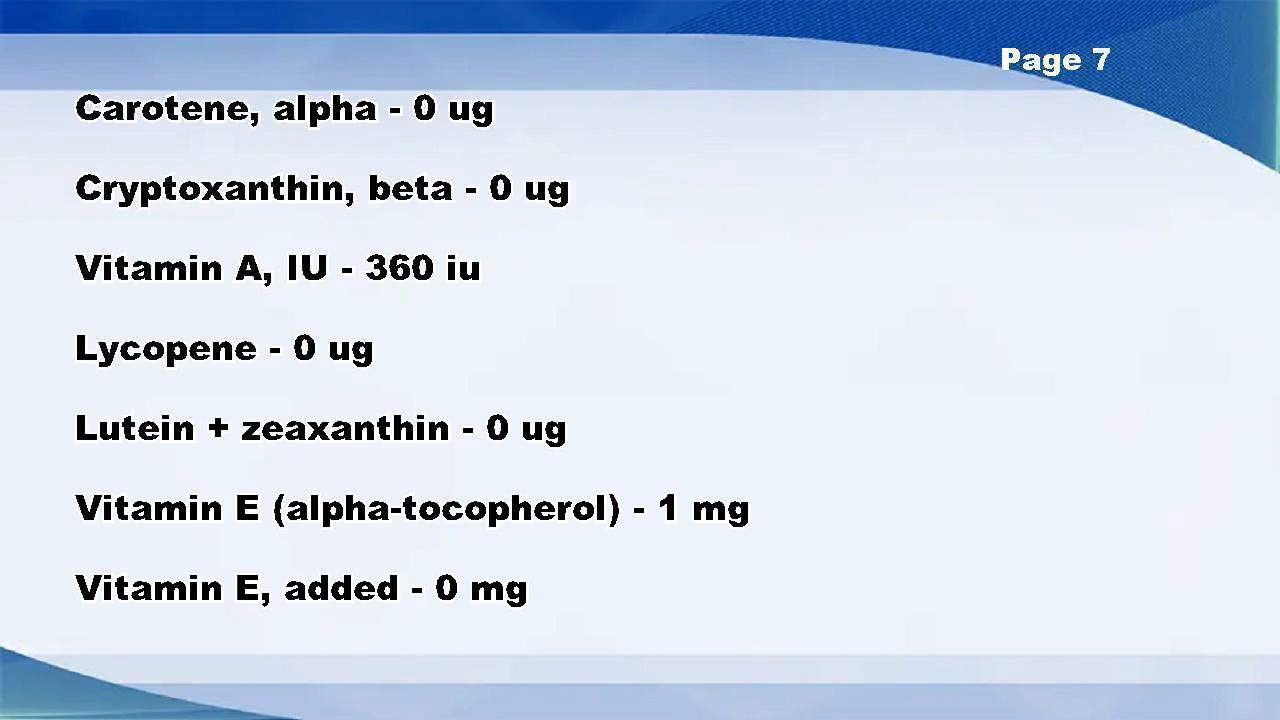 Page 7
Carotene, alpha - 0 ug
Cryptoxanthin, beta - 0 ug
Vitamin A, IU - 360 iu
Lycopene - 0 ug
Lutein + zeaxanthin - 0 ug
Vitamin E (alpha-tocopherol) - 1 mg
Vitamin E, added - 0 mg